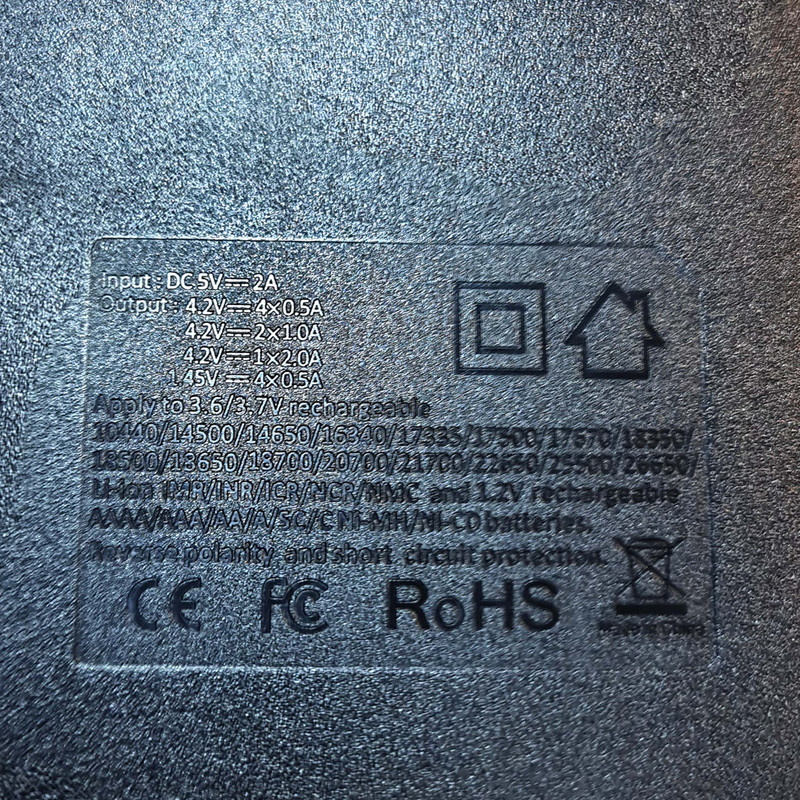 Input : DC 5V⎓2A
Output : 4.2V⎓4×0.5A
4.2V⎓2×1.0A
4.2V⎓1×2.0A
1.45V⎓4×0.5A
Apply to 3.6/3.7V rechargeable
10440/14500/14650/16340/17335/17500/17670/18350/
18500/18650/18700/20700/21700/22650/25500/26650/
Li-ion IMR/INR/ICR/NCR/NMC and 1.2V rechargeable
AAAA/AAA/AA/A/SC/C Ni-MH/Ni-CD batteries.
Reverse polarity, and short circuit protection.
CE FC RoHS
Made in China